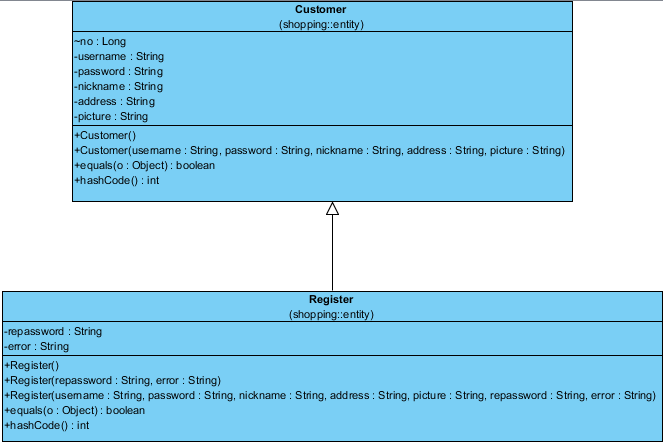 Customer
(shopping::entity)
~no : Long
-username : String
-password : String
-nickname : String
-address : String
-picture : String
+Customer()
+Customer(username : String, password : String, nickname : String, address : String, picture : String)
+equals(o : Object) : boolean
+hashCode() : int
Register
(shopping::entity)
-repassword : String
-error : String
+Register()
+Register(repassword : String, error : String)
+Register(username : String, password : String, nickname : String, address : String, picture : String, repassword : String, error : String)
+equals(o : Object) : boolean
+hashCode() : int